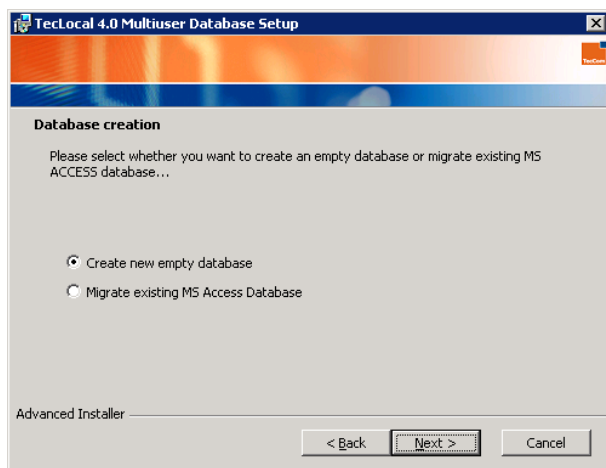 TecLocal 4.0 Multiuser Database Setup
TecCom
Database creation
Please select whether you want to create an empty database or migrate existing MS
ACCESS database...
Create new empty database
Migrate existing MS Access Database
Advanced Installer
< Back
Next >
Cancel